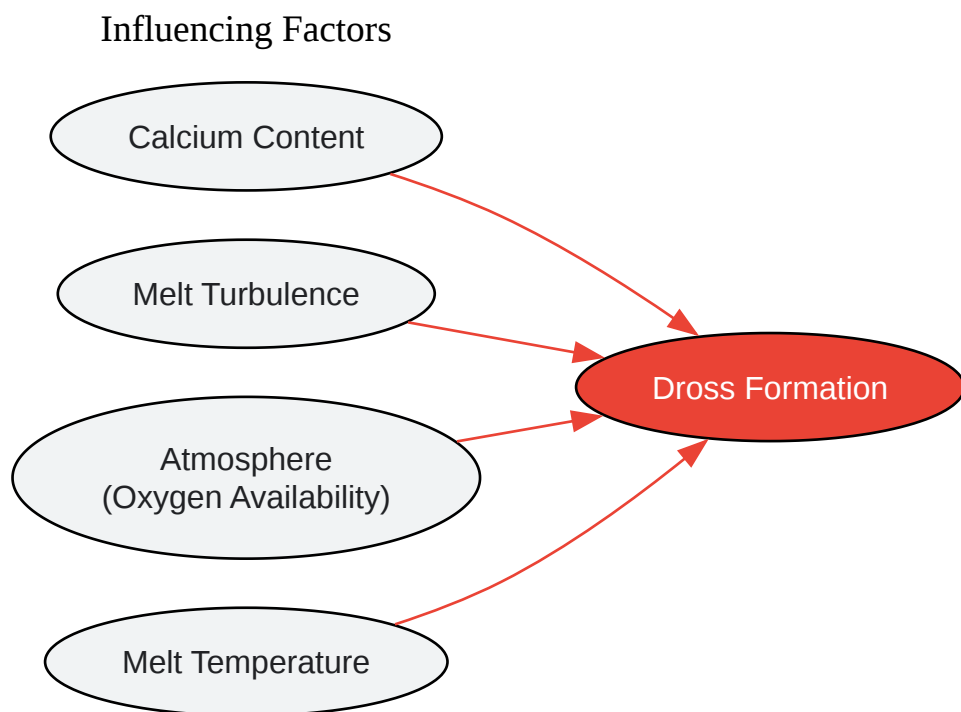 Influencing Factors
Calcium Content
Melt Turbulence
Dross Formation
Atmosphere
(Oxygen Availability)
Melt Temperature